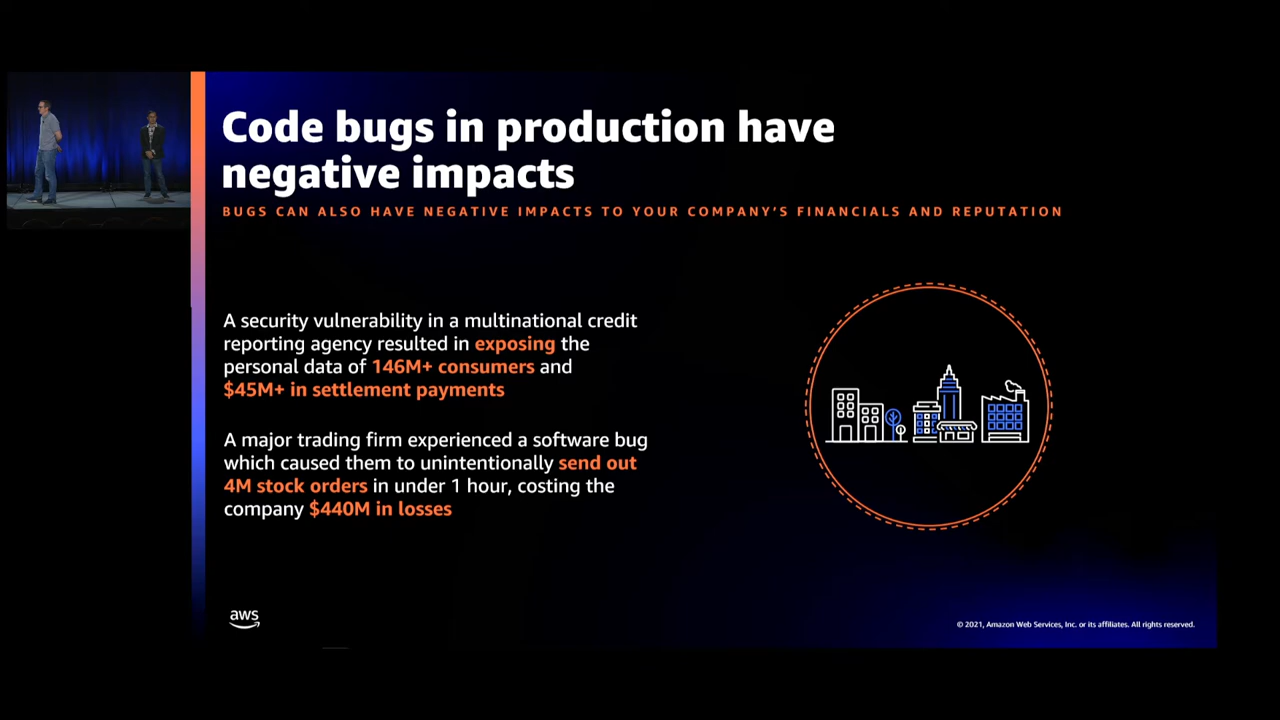 Code bugs in production have
negative impacts
BUGS CAN ALSO HAVE NEGATIVE IMPACTS TO YOUR COMPANY'S FINANCIALS AND REPUTATION
A security vulnerability in a multinational credit
reporting agency resulted in exposing the
personal data of 146M+ consumers and
$45M+ in settlement payments
A major trading firm experienced a software bug
which caused them to unintentionally send out
4M stock orders in under 1 hour, costing the
company $440M in losses
aws
© 2021, Amazon Web Services, Inc. or its affiliates. All rights reserved.